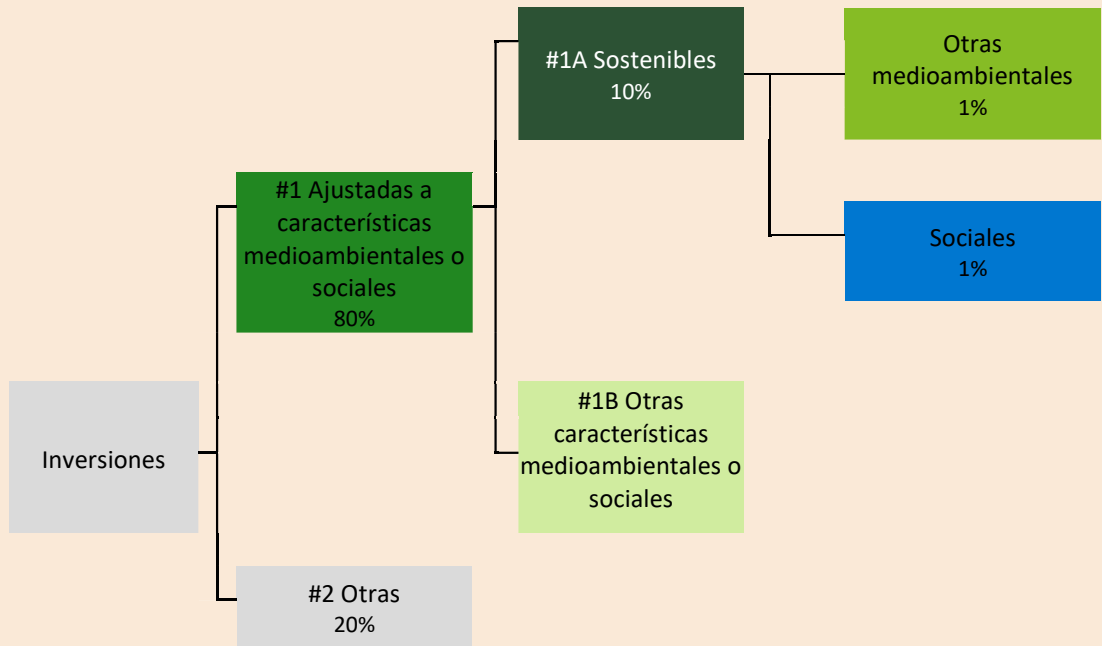 #1A Sostenibles
10%
Otras
medioambientales
1%
#1 Ajustadas a
características
medioambientales o
sociales
80%
Sociales
1%
Inversiones
#1B Otras
características
medioambientales o
sociales
#2 Otras
20%